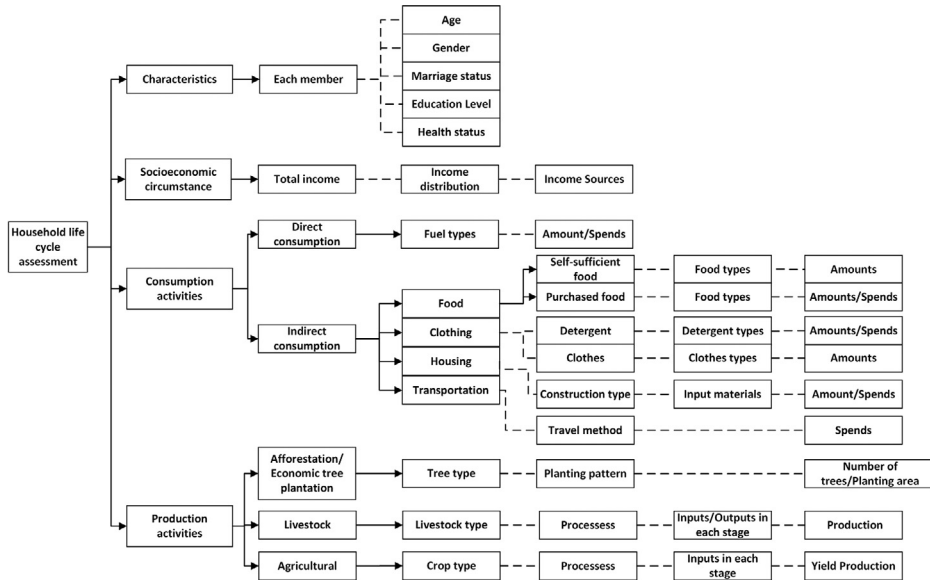 Age
Gender
Characteristics
Each member
Marriage status
Education Level
Health status
Socioeconomic
circumstance
Total income
Income
distribution
Income Sources
Household life
cycle
assessment
Direct
consumption
Fuel types
Amount/Spends
Consumption
activities
Self-sufficient
food
Food types
Amounts
Food
Purchased food
Food types
Amounts/Spends
Indirect
consumption
Clothing
Detergent
Detergent types
Amounts/Spends
Housing
Clothes
Clothes types
Amounts
Transportation
Construction type
Input materials
Amount/Spends
Travel method
Spends
Afforestation/
Economic tree
plantation
Tree type
Planting pattern
Number of
trees/Planting area
Production
activities
Livestock
Livestock type
Processess
Inputs/Outputs in
each stage
Production
Agricultural
Crop type
Processess
Inputs in each
stage
Yield Production